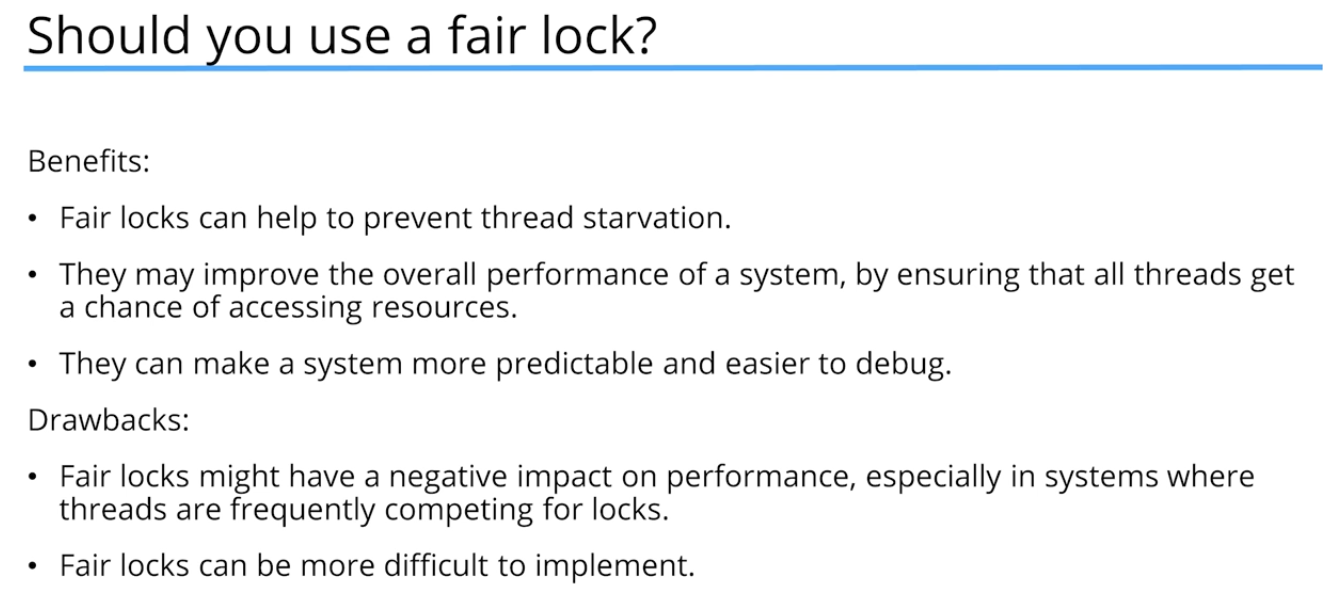 Should you use a fair lock?
Benefits:
• Fair locks can help to prevent thread starvation.
• They may improve the overall performance of a system, by ensuring that all threads get
a chance of accessing resources.
• They can make a system more predictable and easier to debug.
Drawbacks:
• Fair locks might have a negative impact on performance, especially in systems where
threads are frequently competing for locks.
• Fair locks can be more difficult to implement.